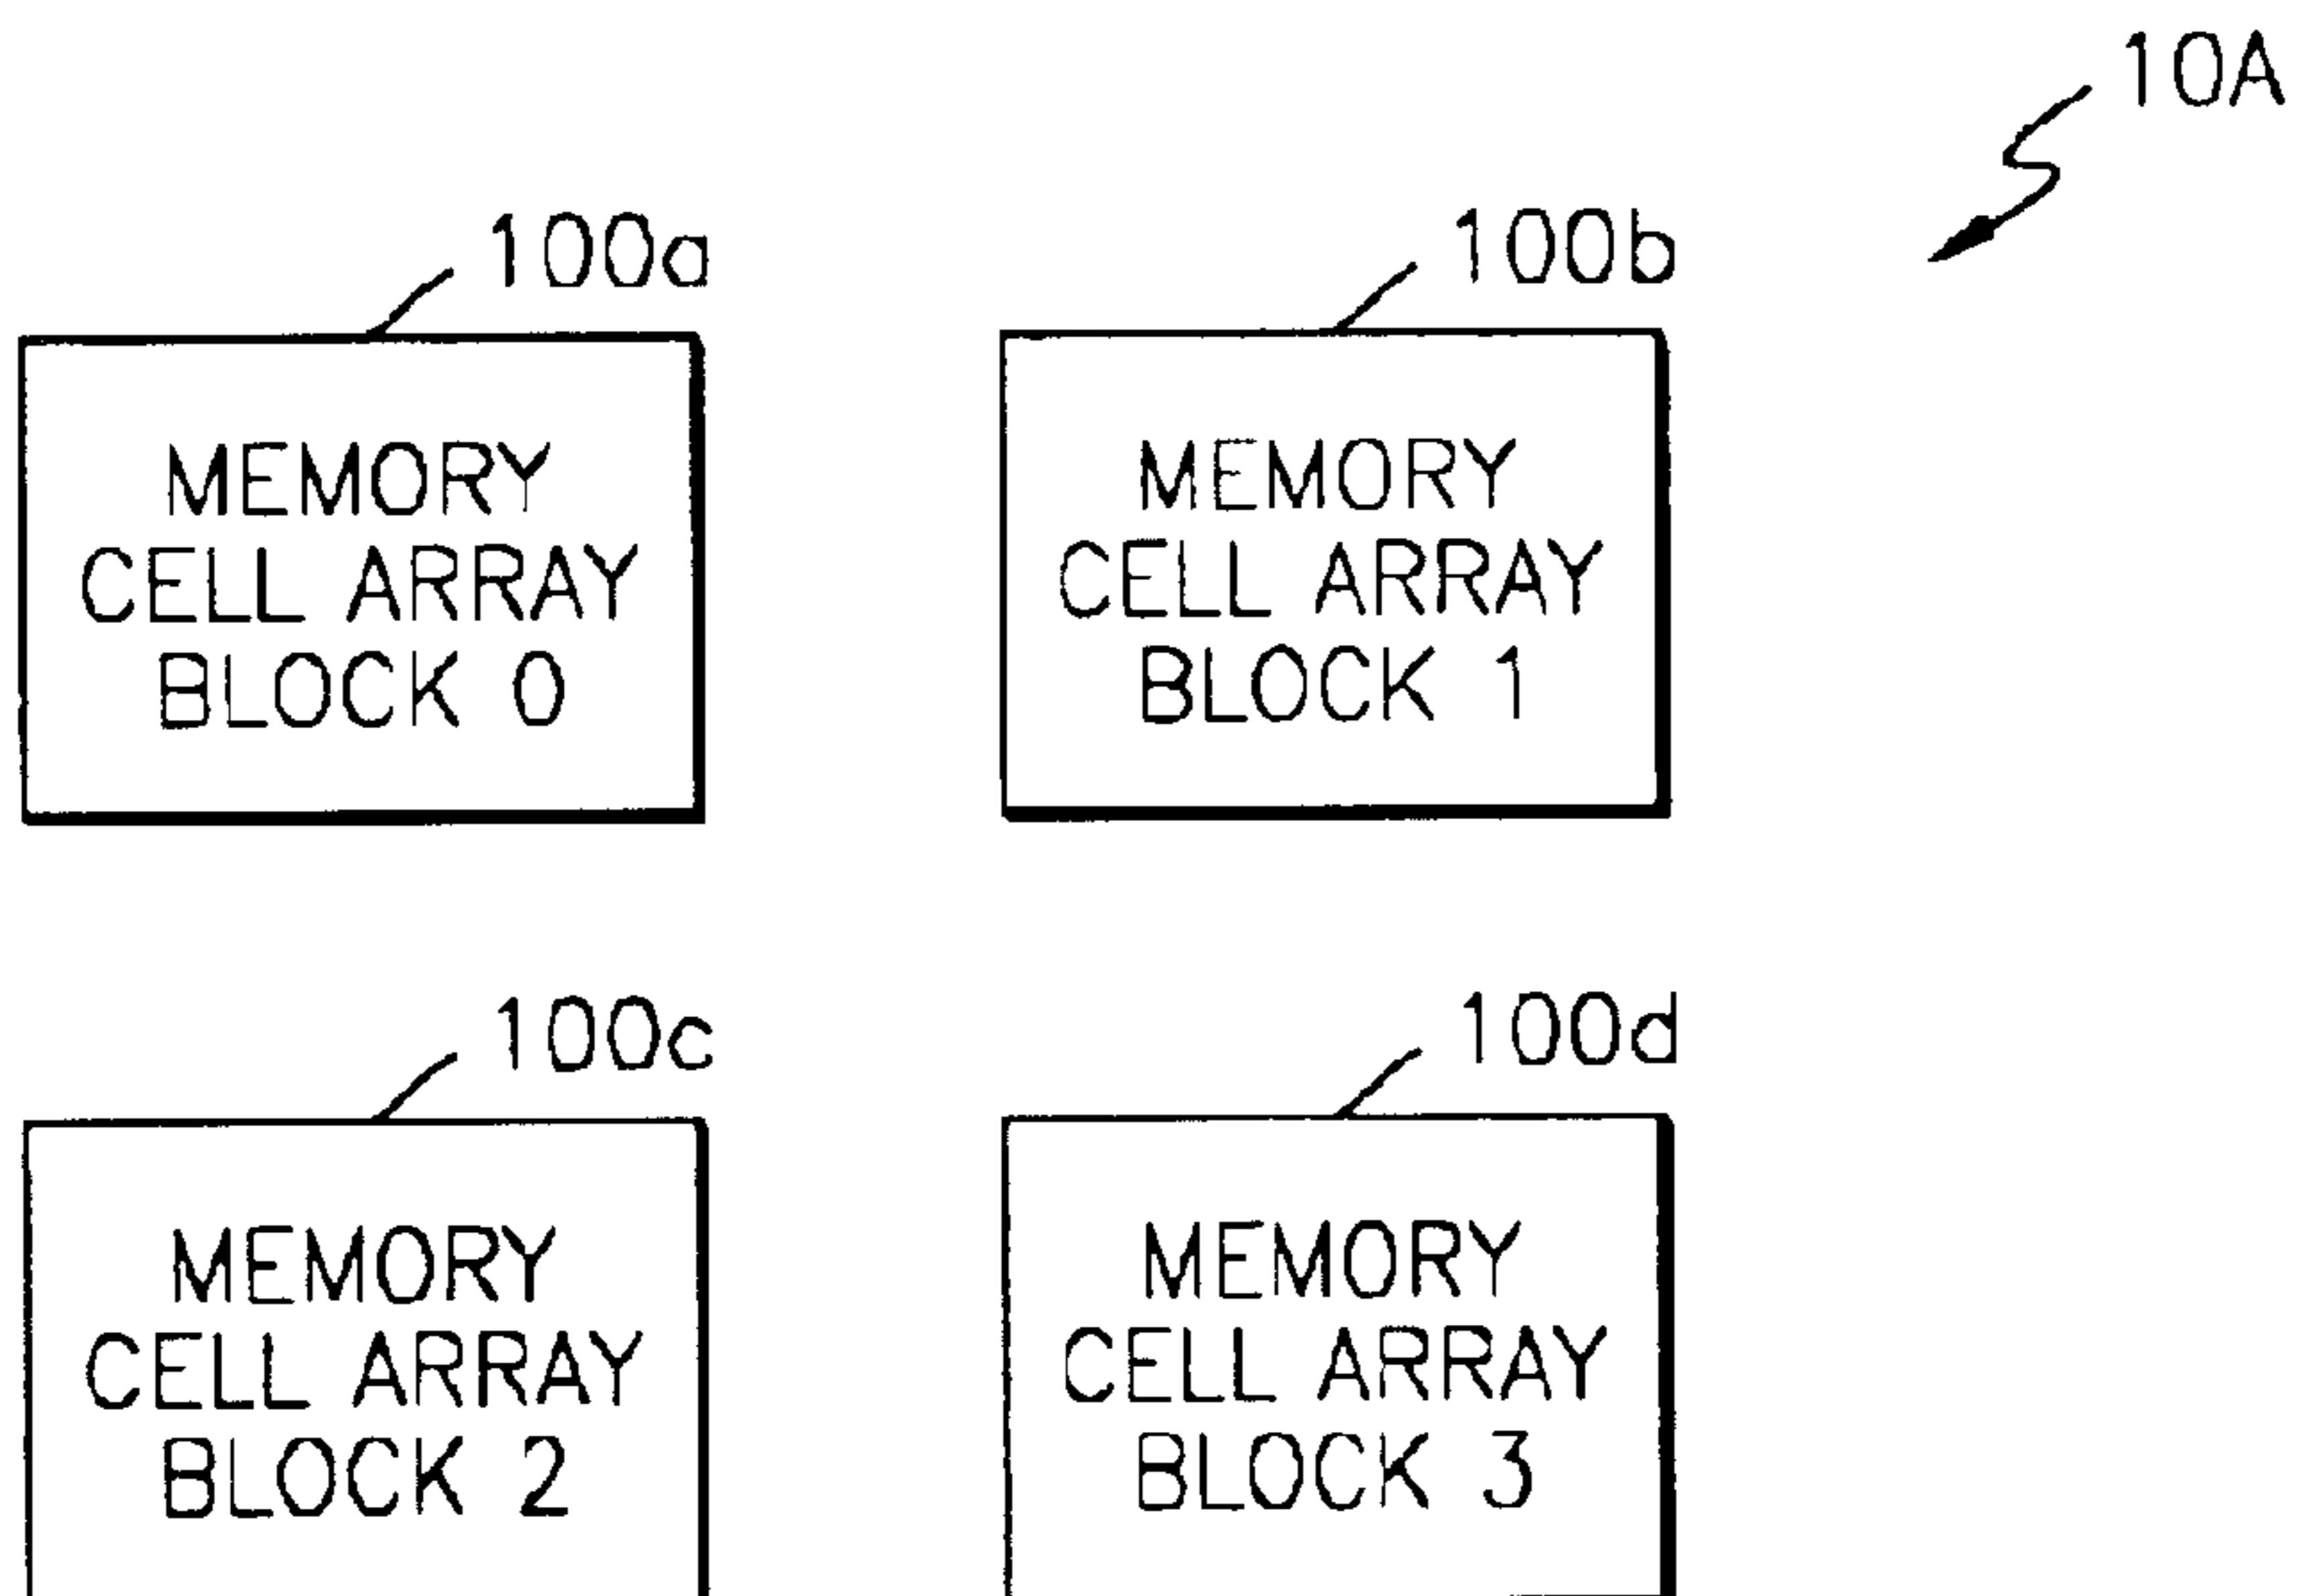 10A
100a
100b
MEMORY
CELL ARRAY
BLOCK 0
MEMORY
CELL ARRAY
BLOCK 1
100c
100d
MEMORY
CELL ARRAY
BLOCK 2
MEMORY
CELL ARRAY
BLOCK 3